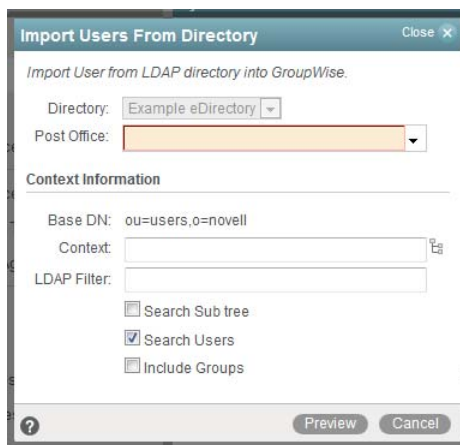 Import Users From Directory
Close X
Import User from LDAP directory into GroupWise.
Directory: Example eDirectory
Post Office:
Context Information
Base DN: ou=users,o=novell
Context:
LDAP Filter:
Search Sub tree
Search Users
Include Groups
? Preview Cancel